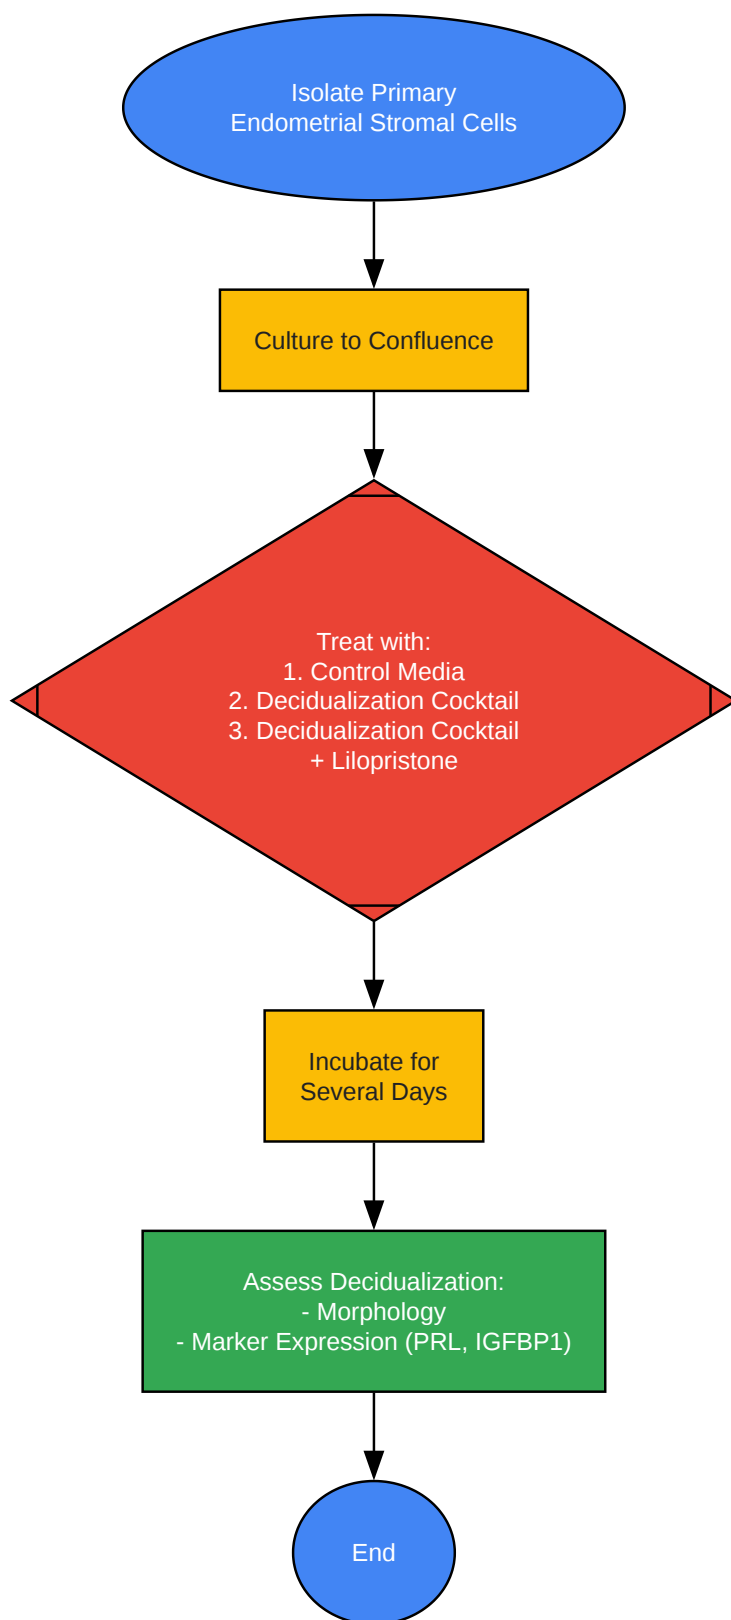 Isolate Primary
Endometrial Stromal Cells
Culture to Confluence
Treat with:
1. Control Media
2. Decidualization Cocktail
3. Decidualization Cocktail
+ Lilopristone
Incubate for
Several Days
Assess Decidualization:
- Morphology
- Marker Expression (PRL, IGFBP1)
End